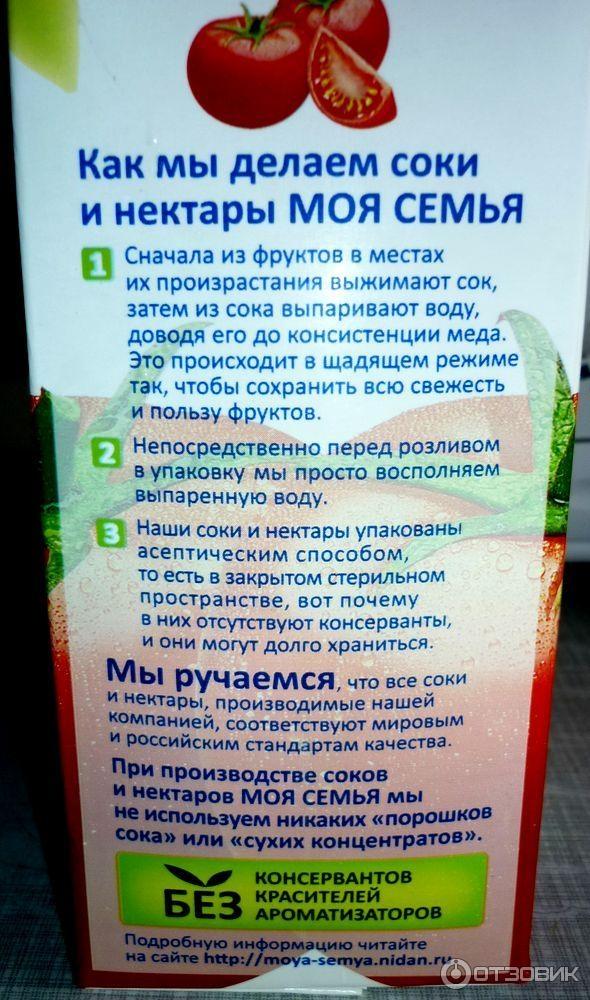 Как мы делаем соки
и нектары МОЯ СЕМЬЯ
1 Сначала из фруктов в местах
их произрастания выжимают сок,
затем из сока выпаривают воду,
доводя его до консистенции меда.
Это происходит в щадящем режиме
так, чтобы сохранить всю свежесть
и пользу фруктов.
2 Непосредственно перед розливом
в упаковку мы просто восполняем
выпаренную воду.
3 Наши соки и нектары упакованы
асептическим способом,
то есть в закрытом стерильном
пространстве, вот почему
в них отсутствуют консерванты,
и они могут долго храниться.
Мы ручаемся, что все соки
и нектары, производимые нашей
компанией, соответствуют мировым
и российским стандартам качества.
При производстве соков
и нектаров МОЯ СЕМЬЯ мы
не используем никаких «порошков
сока» или «сухих концентратов».
БЕЗ КОНСЕРВАНТОВ
КРАСИТЕЛЕЙ
АРОМАТИЗАТОРОВ
Подробную информацию читайте
на сайте http://moya-semya.nidan.ru
ОТЗОВИК